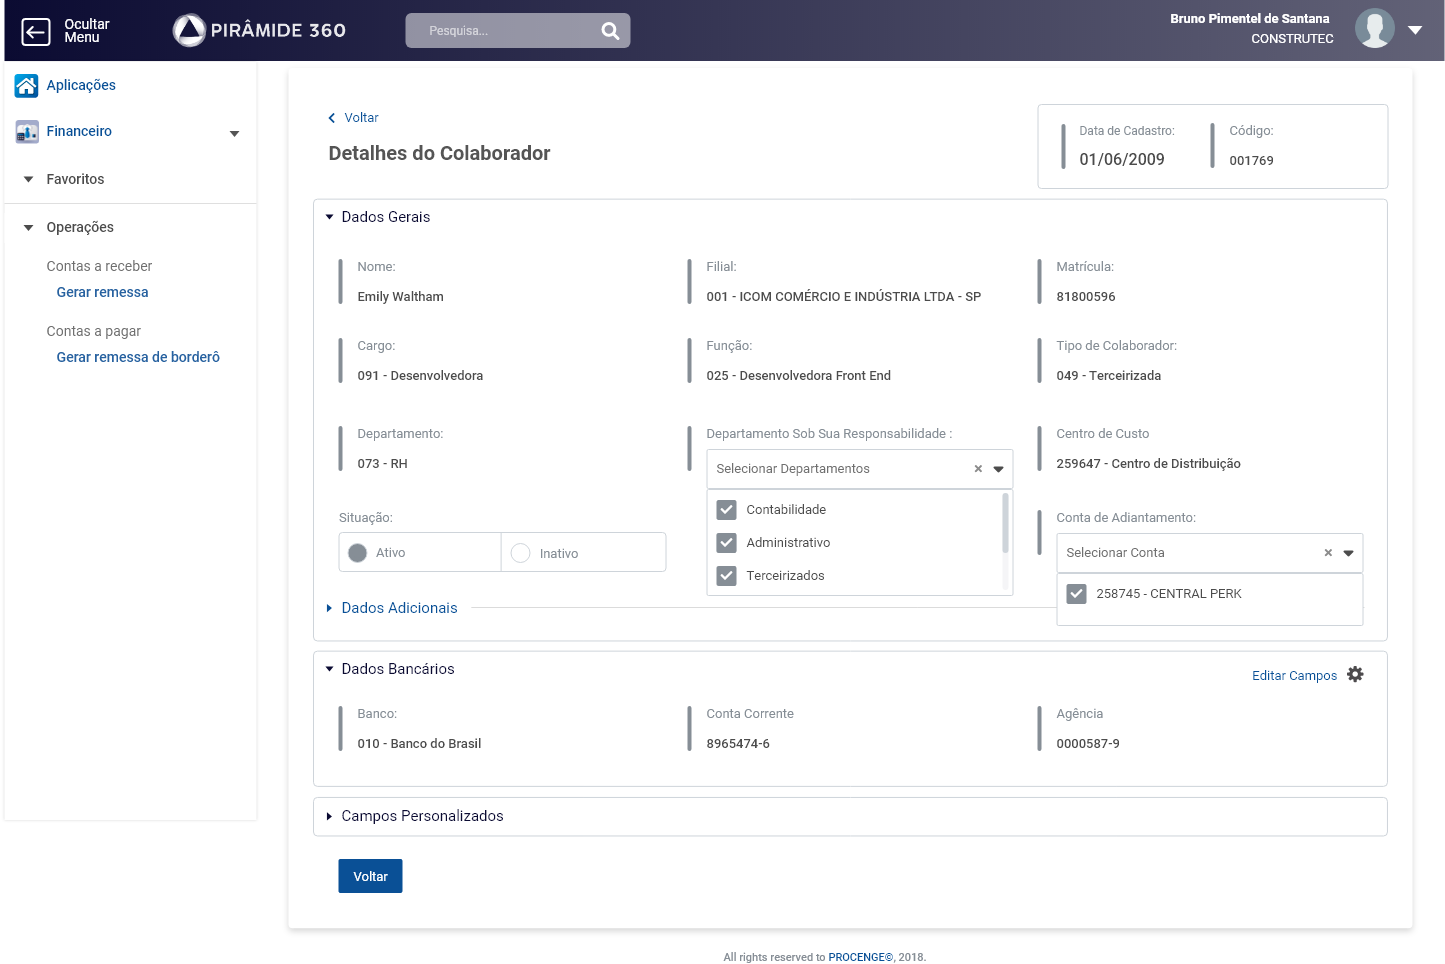 Ocultar
Menu
PIRÂMIDE 360
Pesquisa...
Bruno Pimentel de Santana
CONSTRUTEC
Aplicações
Financeiro
Favoritos
Operações
Contas a receber
Gerar remessa
Contas a pagar
Gerar remessa de borderô
Voltar
Detalhes do Colaborador
Data de Cadastro:
01/06/2009
Código:
001769
Dados Gerais
Nome:
Emily Waltham
Filial:
001 - ICOM COMÉRCIO E INDÚSTRIA LTDA - SP
Matrícula:
81800596
Cargo:
091 - Desenvolvedora
Função:
025 - Desenvolvedora Front End
Tipo de Colaborador:
049 - Terceirizada
Departamento:
073 - RH
Departamento Sob Sua Responsabilidade :
Selecionar Departamentos
Contabilidade
Administrativo
Terceirizados
Centro de Custo
259647 - Centro de Distribuição
Situação:
Ativo
Inativo
Conta de Adiantamento:
Selecionar Conta
258745 - CENTRAL PERK
Dados Adicionais
Dados Bancários
Editar Campos
Banco:
010 - Banco do Brasil
Conta Corrente
8965474-6
Agência
0000587-9
Campos Personalizados
Voltar
All rights reserved to PROCENGE©, 2018.